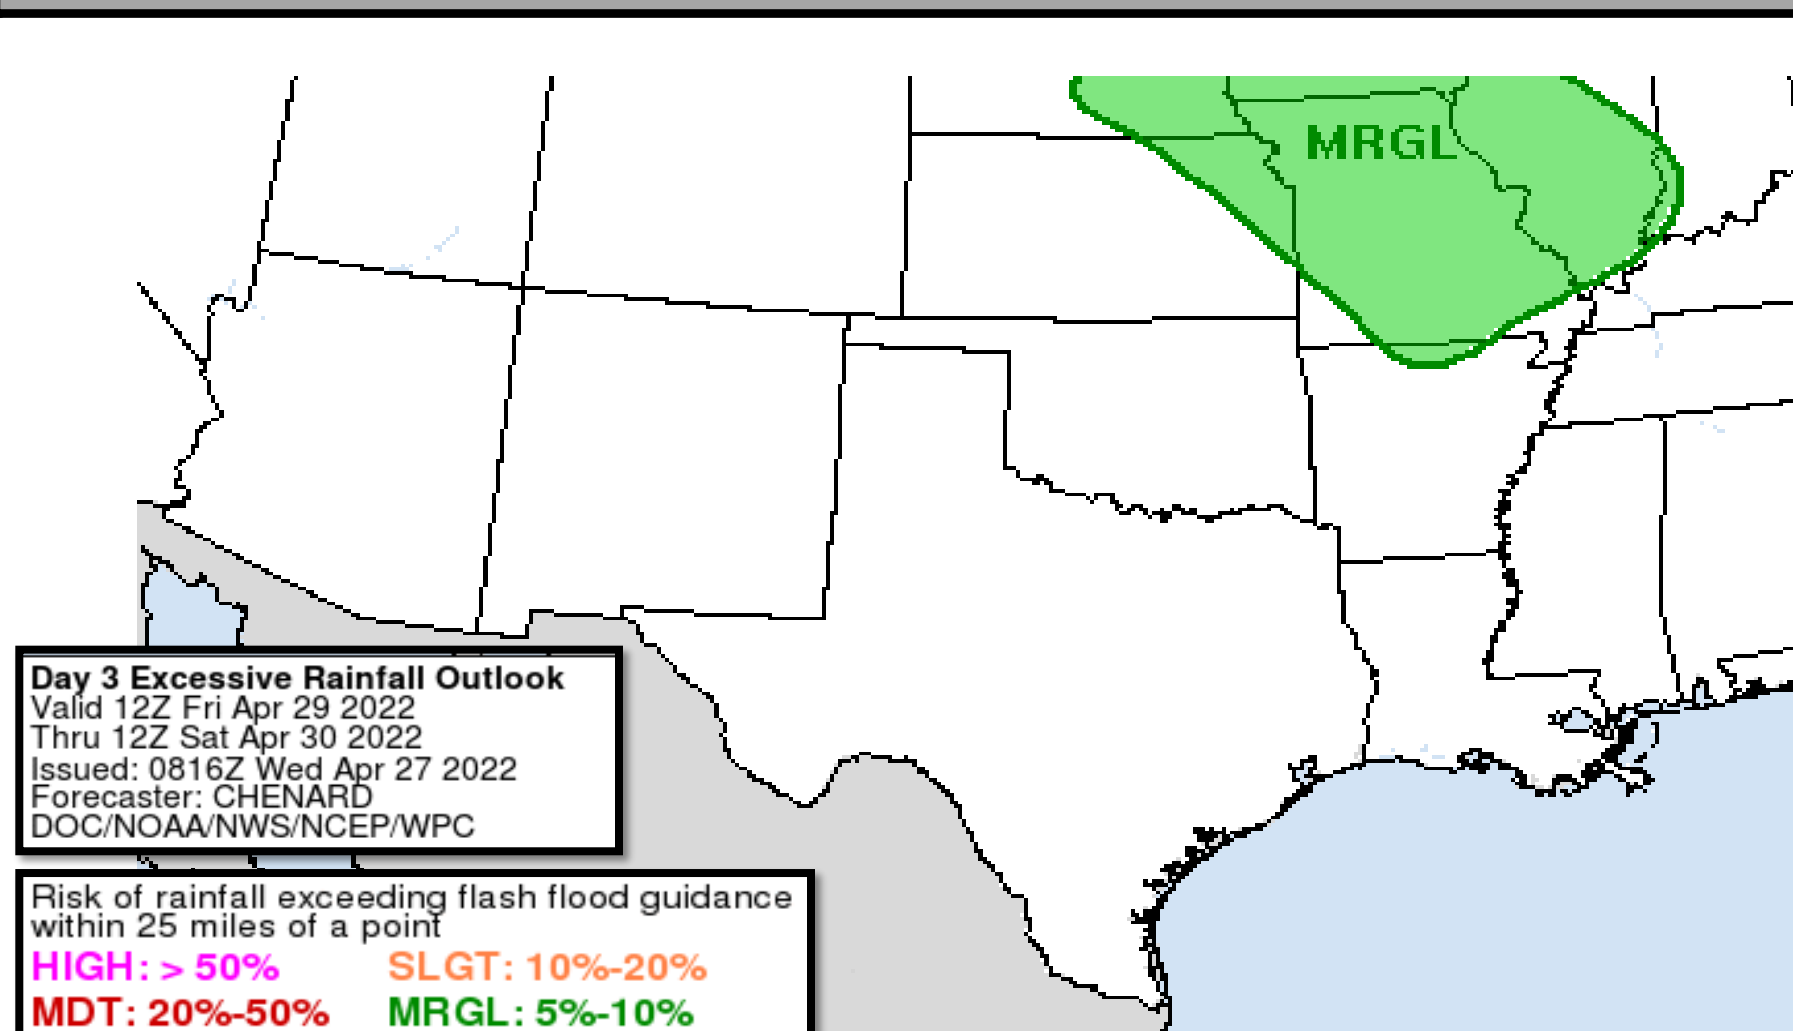 MRGL
Day 3 Excessive Rainfall Outlook
Valid 12Z Fri Apr 29 2022
Thru 12Z Sat Apr 30 2022
Issued: 0816Z Wed Apr 27 2022
Forecaster: CHENARD
DOC/NOAA/NWS/NCEP/WPC
Risk of rainfall exceeding flash flood guidance
within 25 miles of a point
HIGH: > 50% SLGT: 10%-20%
MDT: 20%-50% MRGL: 5%-10%